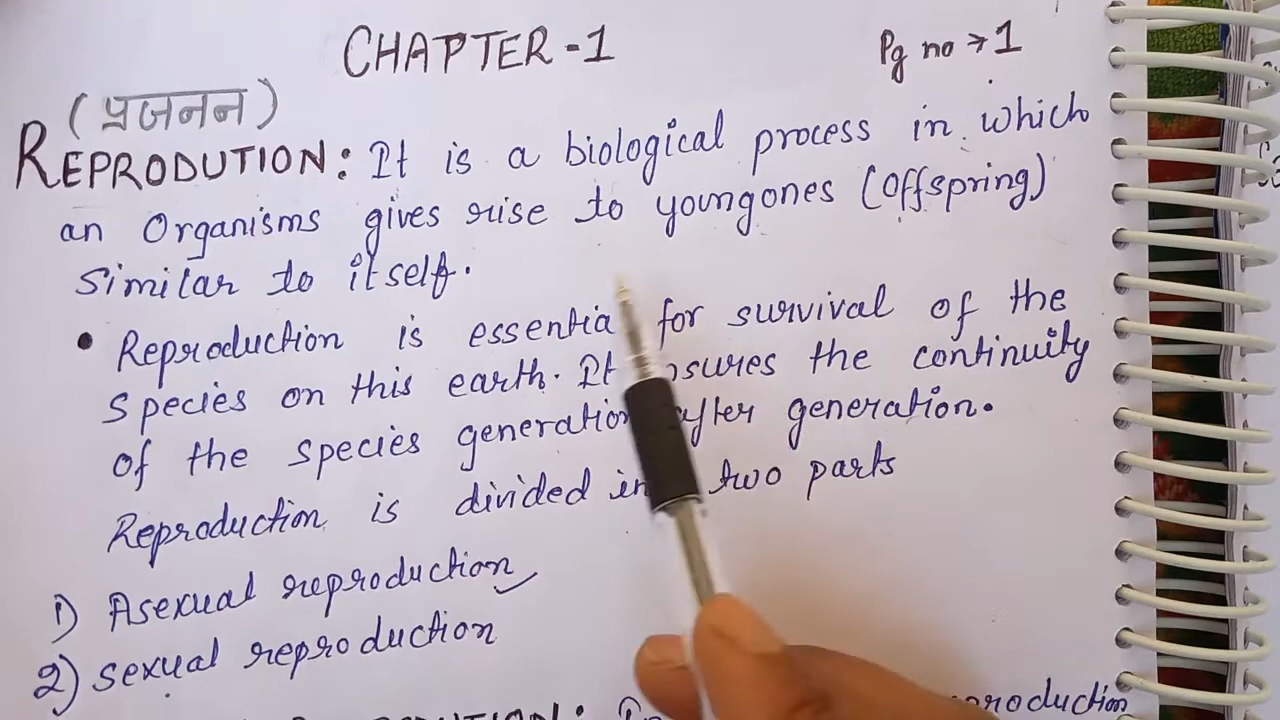 CHAPTER-1
Pg no → 1
(प्रजनन)
REPRODUTION: It is a biological process in which
an Organisms gives rise to youngones (offspring)
Similar to itself.
• Reproduction is essentia for survival of the
species on this earth. It the continuity
of the species generation after generation.
Reproduction is divided in two parts
1) Asexual reproduction
2) sexual reproduction